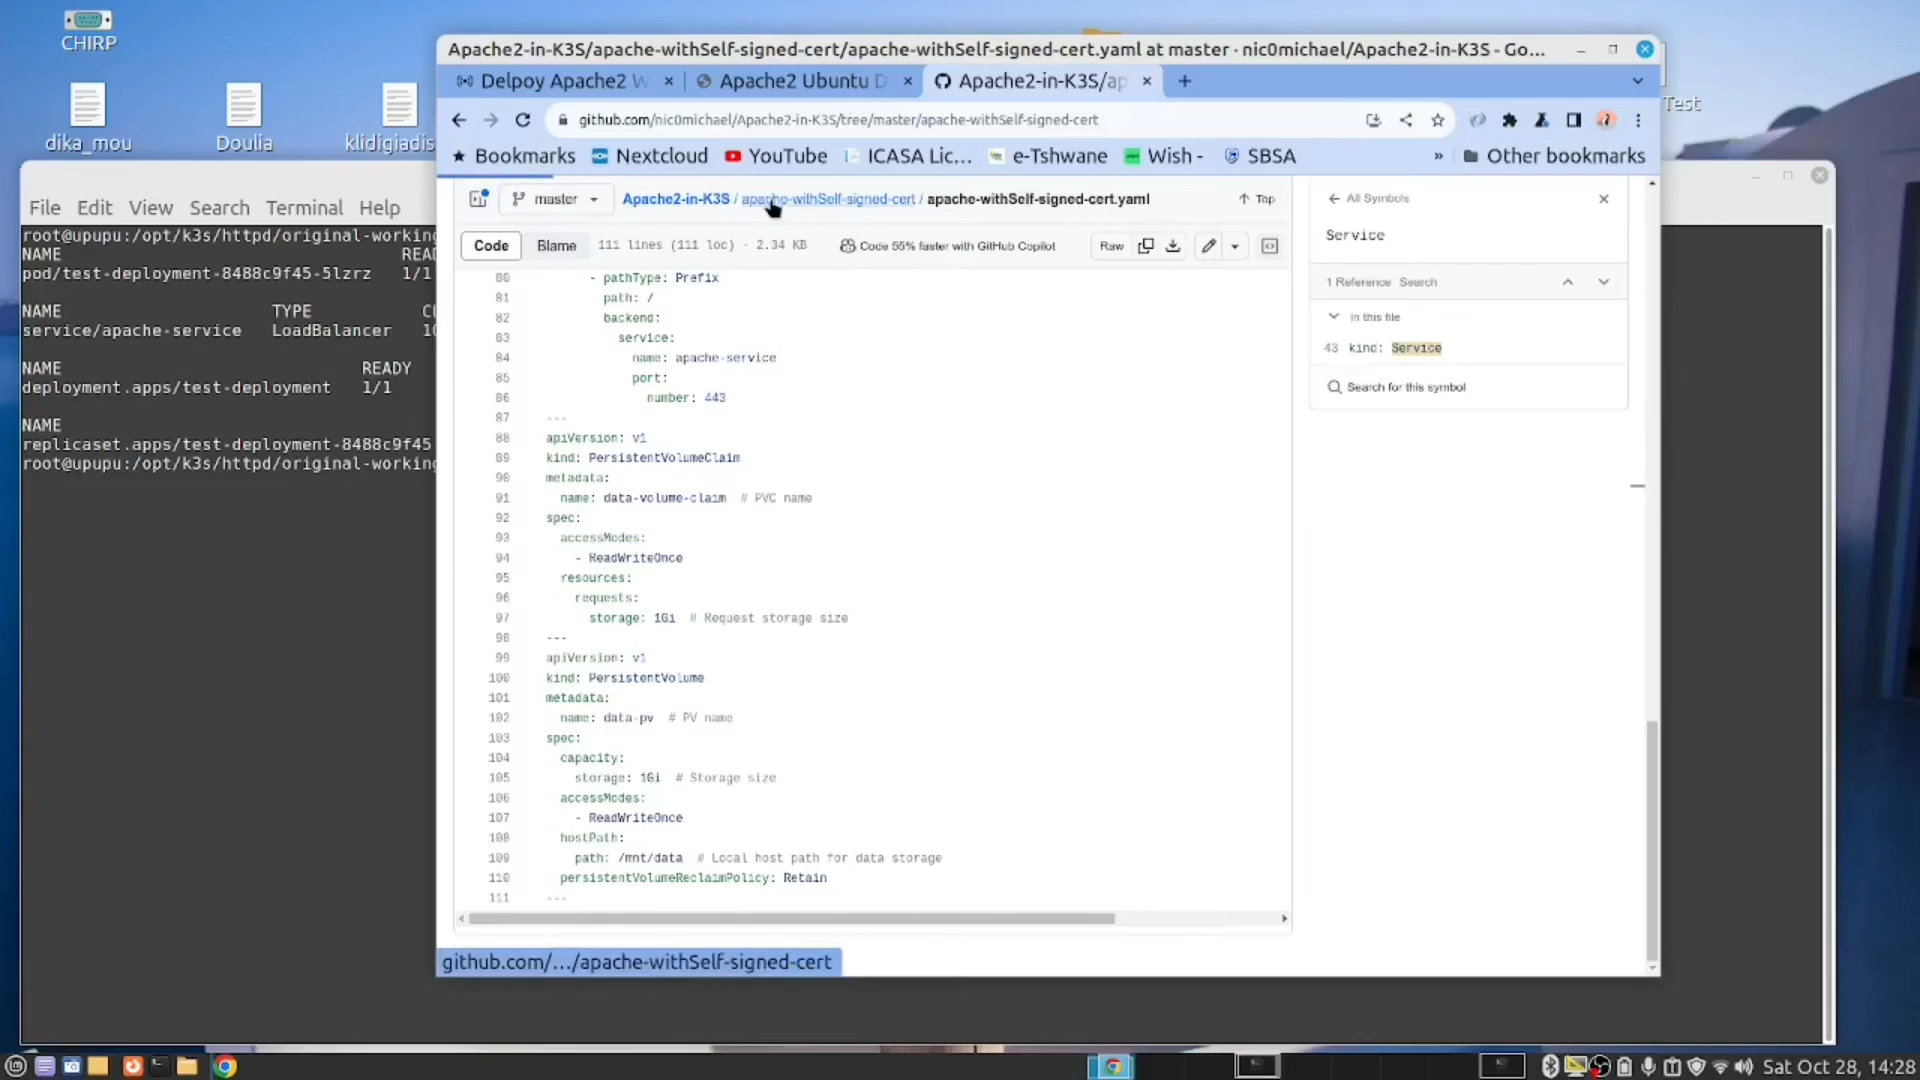 CHIRP
dika_mou
Doulia
klidigiadis
Test
Apache2-in-K3S/apache-withSelf-signed-cert/apache-withSelf-signed-cert.yaml at master · nic0michael/Apache2-in-K3S - Go...
Delpoy Apache2 W
Apache2 Ubuntu D
Apache2-in-K3S/ap
github.com/nic0michael/Apache2-in-K3S/tree/master/apache-withSelf-signed-cert
Bookmarks
Nextcloud
YouTube
ICASA Lic...
e-Tshwane
Wish -
SBSA
»
Other bookmarks
File Edit View Search Terminal Help
root@upupu:/opt/k3s/httpd/original-working
NAME REA
pod/test-deployment-8488c9f45-5lzrz 1/1
NAME TYPE CL
service/apache-service LoadBalancer 10
NAME READY
deployment.apps/test-deployment 1/1
NAME
replicaset.apps/test-deployment-8488c9f45
root@upupu:/opt/k3s/httpd/original-working
master
Apache2-in-K3S / apache-withSelf-signed-cert / apache-withSelf-signed-cert.yaml
Top
Code
Blame
111 lines (111 loc) · 2.34 KB
Code 55% faster with GitHub Copilot
Raw
80 - pathType: Prefix
81 path: /
82 backend:
83 service:
84 name: apache-service
85 port:
86 number: 443
87 ---
88 apiVersion: v1
89 kind: PersistentVolumeClaim
90 metadata:
91 name: data-volume-claim # PVC name
92 spec:
93 accessModes:
94 - ReadWriteOnce
95 resources:
96 requests:
97 storage: 1Gi # Request storage size
98 ---
99 apiVersion: v1
100 kind: PersistentVolume
101 metadata:
102 name: data-pv # PV name
103 spec:
104 capacity:
105 storage: 1Gi # Storage size
106 accessModes:
107 - ReadWriteOnce
108 hostPath:
109 path: /mnt/data # Local host path for data storage
110 persistentVolumeReclaimPolicy: Retain
111 ---
All Symbols
Service
1 Reference Search
In this file
43 kind: Service
Search for this symbol
github.com/.../apache-withSelf-signed-cert
Sat Oct 28, 14:28